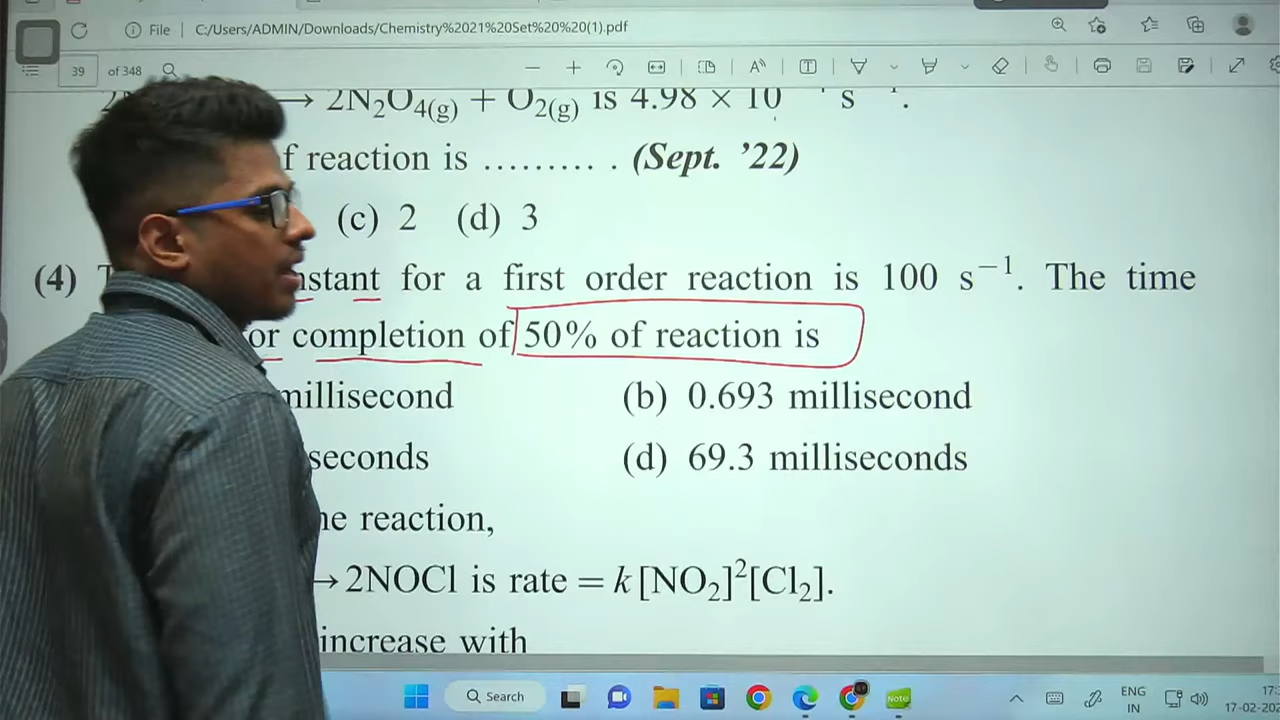 File | C:/Users/ADMIN/Downloads/Chemistry%2021%20Set%20%20(1).pdf
39 of 348
→ 2N₂O₄(g) + O₂(g) is 4.98 × 10 s
f reaction is ......... . (Sept. '22)
(c) 2 (d) 3
(4) nstant for a first order reaction is 100 s⁻¹. The time
or completion of 50% of reaction is
millisecond (b) 0.693 millisecond
seconds (d) 69.3 milliseconds
reaction,
→ 2NOCl is rate = k [NO₂]²[Cl₂].
increase with
Search
Note
ENG
IN
17-02-202